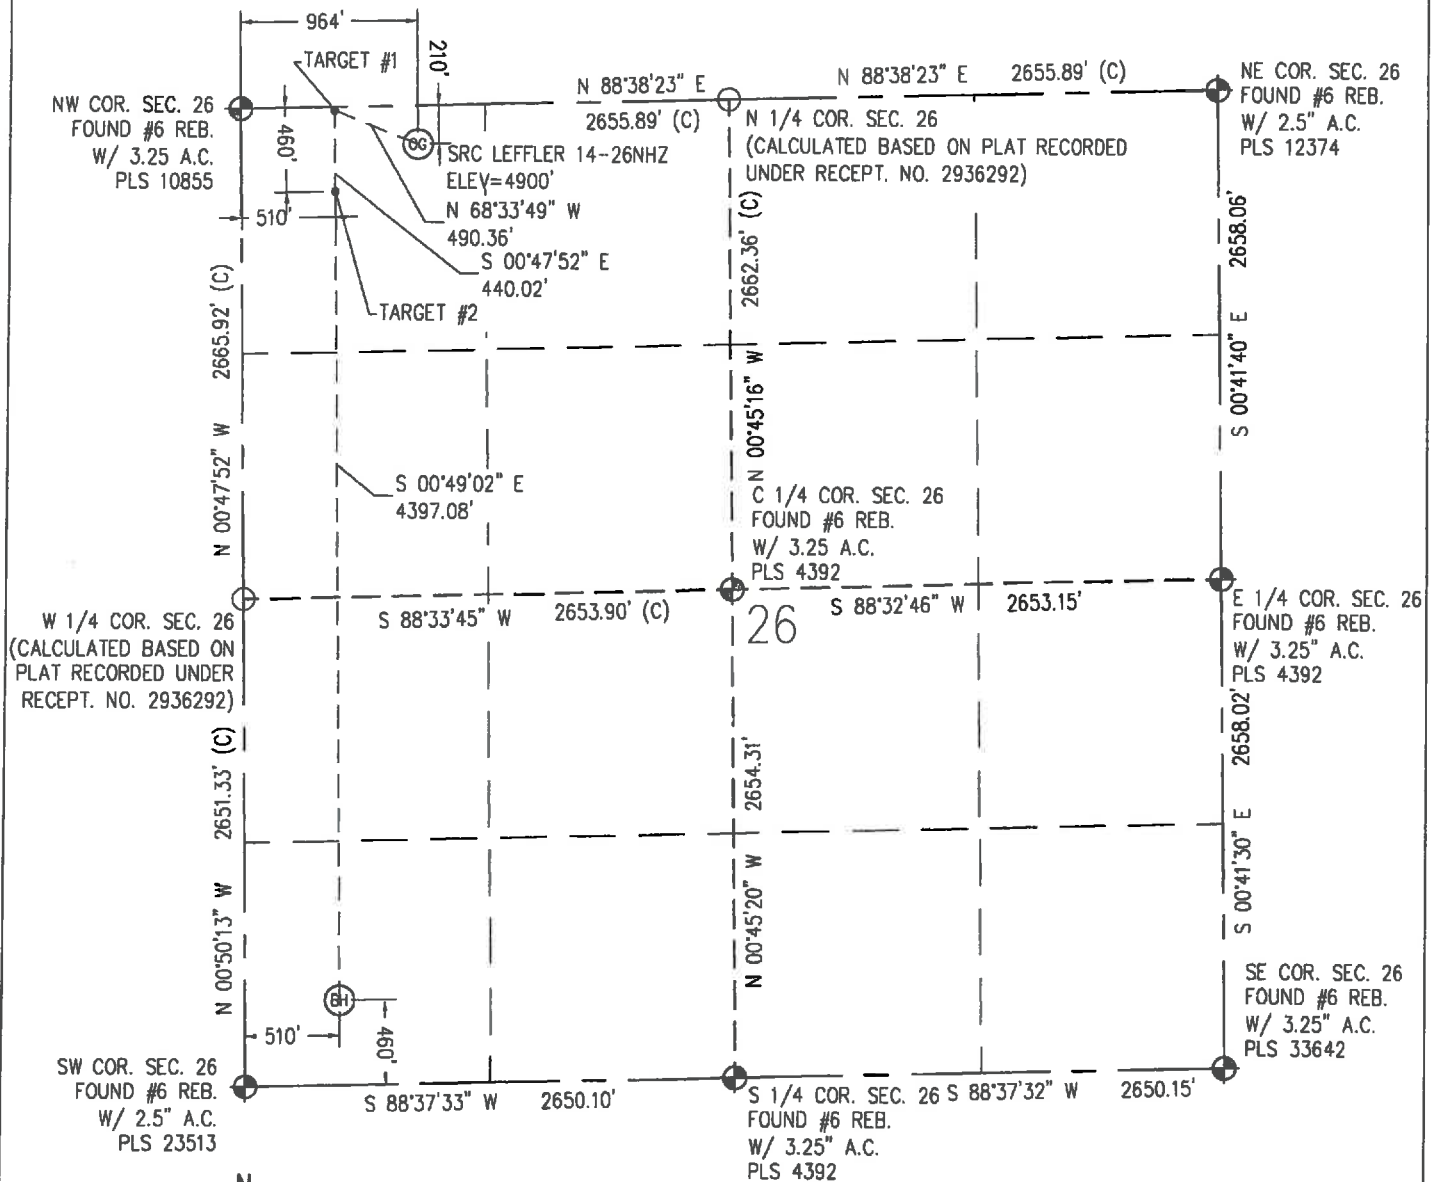 964'
210'
TARGET #1
NW COR. SEC. 26
FOUND #6 REB.
W/ 3.25 A.C.
PLS 10855
460'
510'
N 88°38'23" E
2655.89' (C)
N 88°38'23" E 2655.89' (C)
NE COR. SEC. 26
FOUND #6 REB.
W/ 2.5" A.C.
PLS 12374
N 1/4 COR. SEC. 26
(CALCULATED BASED ON PLAT RECORDED
UNDER RECEPT. NO. 2936292)
OG
SRC LEFFLER 14-26NHZ
ELEV=4900'
N 68°33'49" W
490.36'
S 00°47'52" E
440.02'
TARGET #2
N 00°47'52" W 2665.92' (C)
N 00°45'16" W 2662.36' (C)
S 00°41'40" E 2658.06'
S 00°49'02" E
4397.08'
C 1/4 COR. SEC. 26
FOUND #6 REB.
W/ 3.25 A.C.
PLS 4392
W 1/4 COR. SEC. 26
(CALCULATED BASED ON
PLAT RECORDED UNDER
RECEPT. NO. 2936292)
S 88°33'45" W 2653.90' (C)
26
S 88°32'46" W 2653.15'
E 1/4 COR. SEC. 26
FOUND #6 REB.
W/ 3.25" A.C.
PLS 4392
N 00°50'13" W 2651.33' (C)
N 00°45'20" W 2654.31'
S 00°41'30" E 2658.02'
BH
510'
460'
SW COR. SEC. 26
FOUND #6 REB.
W/ 2.5" A.C.
PLS 23513
S 88°37'33" W 2650.10'
S 1/4 COR. SEC. 26
FOUND #6 REB.
W/ 3.25" A.C.
PLS 4392
S 88°37'32" W 2650.15'
SE COR. SEC. 26
FOUND #6 REB.
W/ 3.25" A.C.
PLS 33642